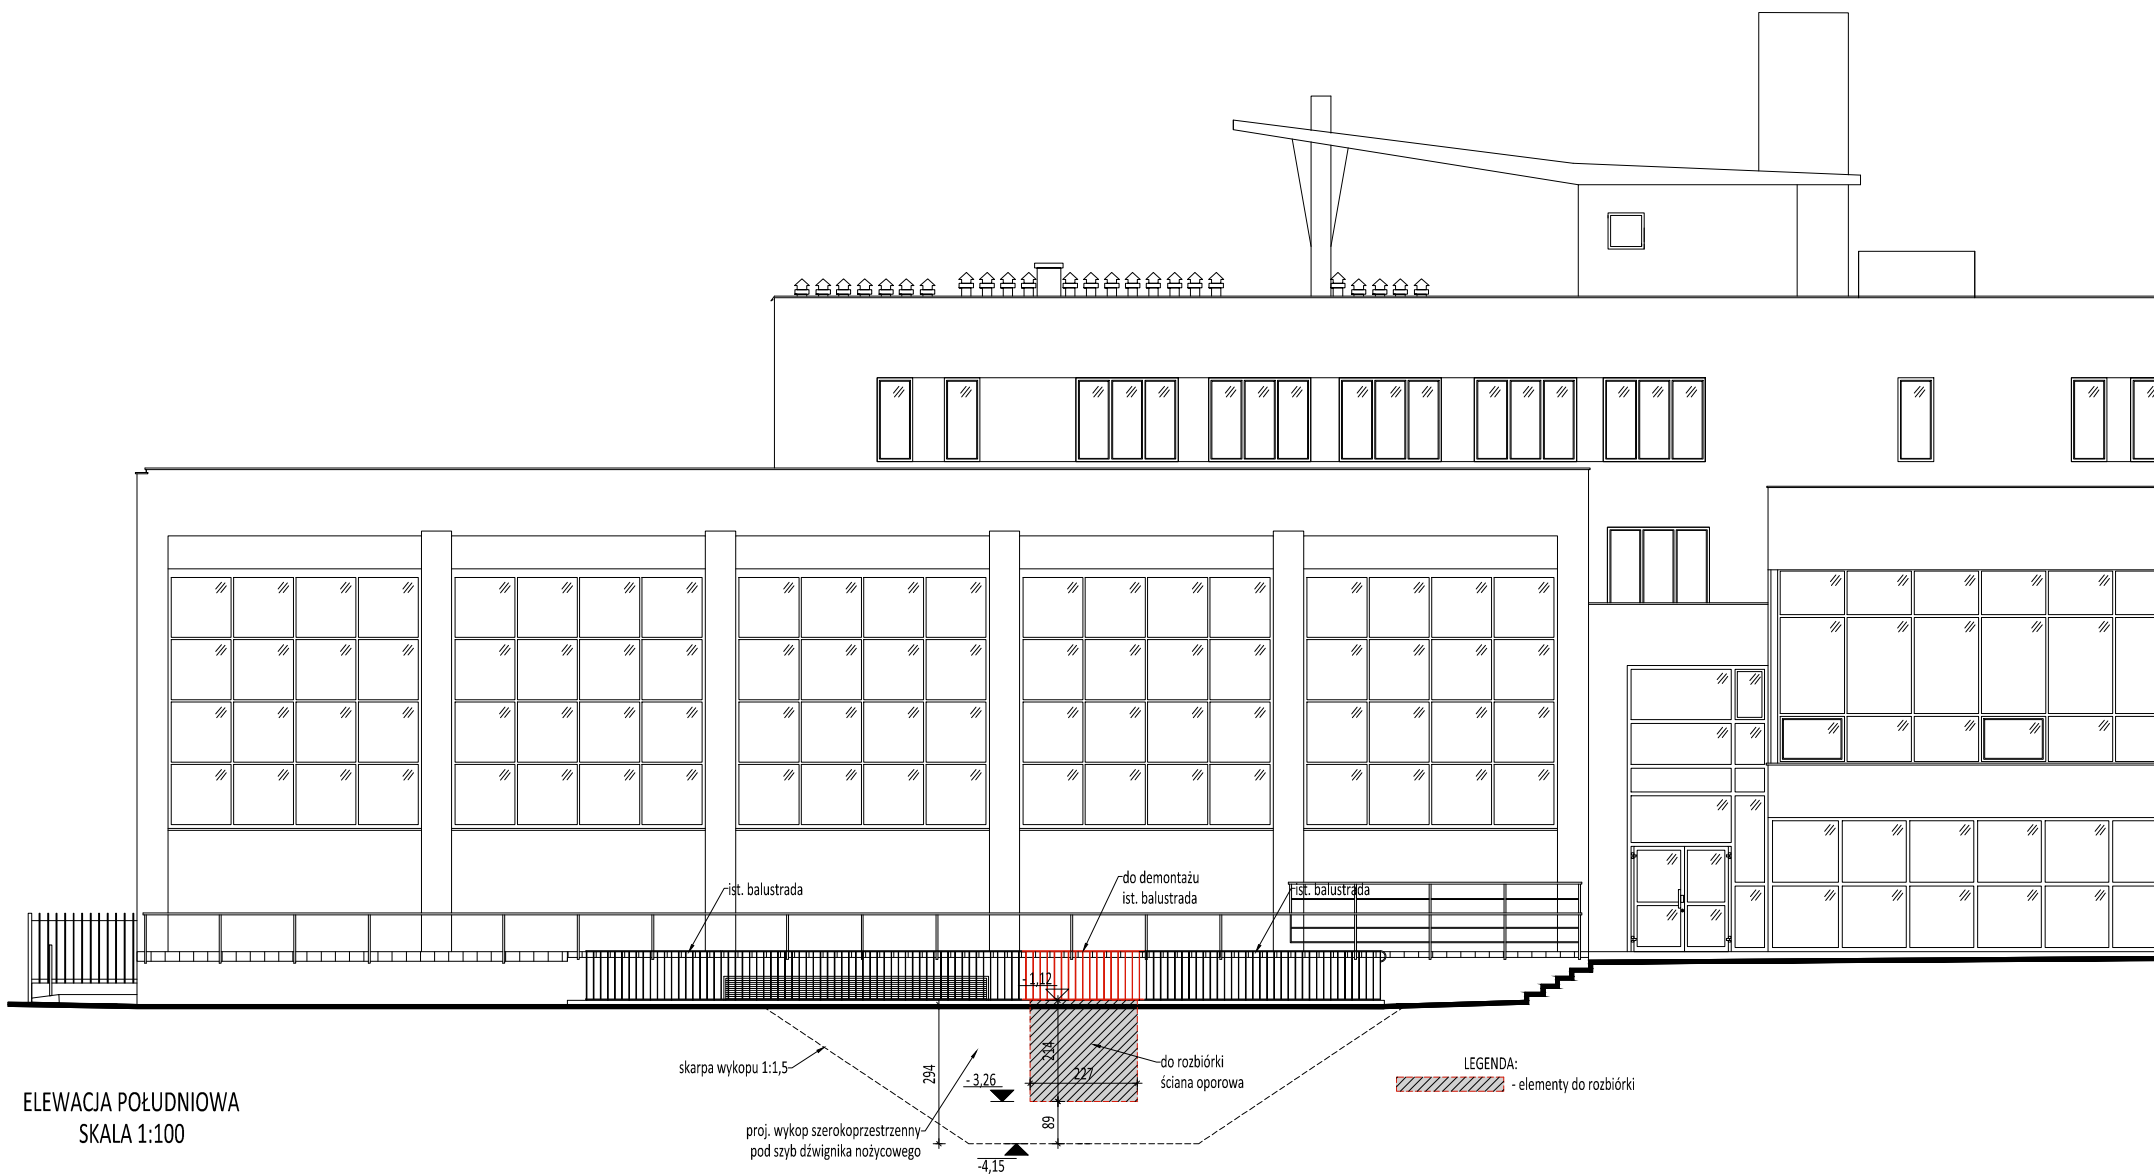 ist. balustrada
do demontażu
ist. balustrada
ist. balustrada
- 1,12
skarpa wykopu 1:1,5
294
214
227
do rozbiórki
ściana oporowa
- 3,26
89
proj. wykop szerokoprzestrzenny
pod szyb dźwignika nożycowego
-4,15
LEGENDA:
- elementy do rozbiórki
ELEWACJA POŁUDNIOWA
SKALA 1:100